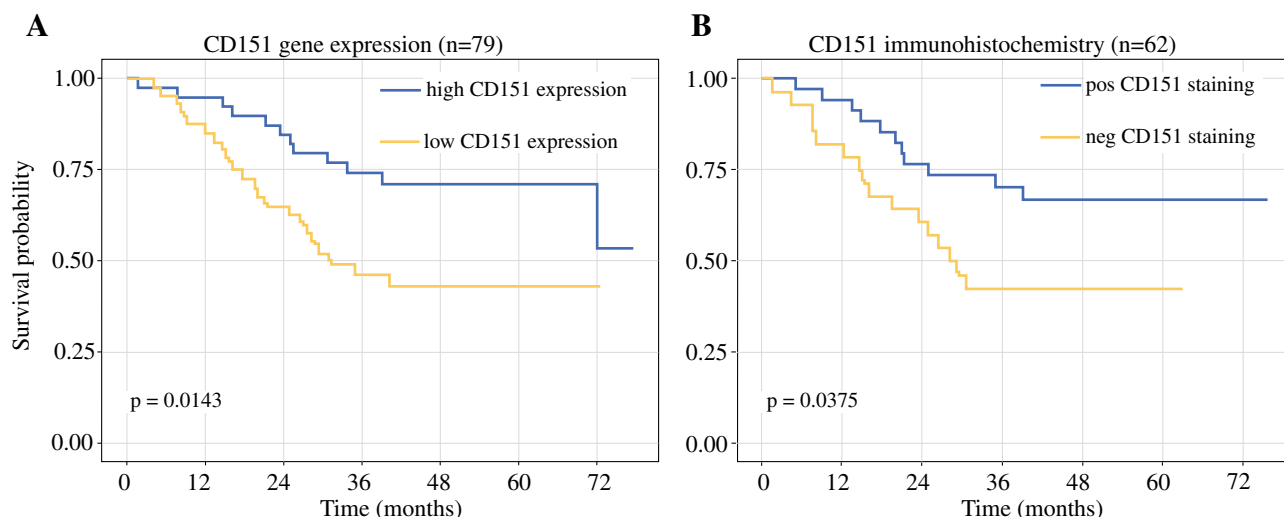 A
CD151 gene expression (n=79)
high CD151 expression
low CD151 expression
Survival probability
1.00
0.75
0.50
0.25
0.00
p = 0.0143
0 12 24 36 48 60 72
Time (months)
B
CD151 immunohistochemistry (n=62)
pos CD151 staining
neg CD151 staining
1.00
0.75
0.50
0.25
0.00
p = 0.0375
0 12 24 36 48 60 72
Time (months)